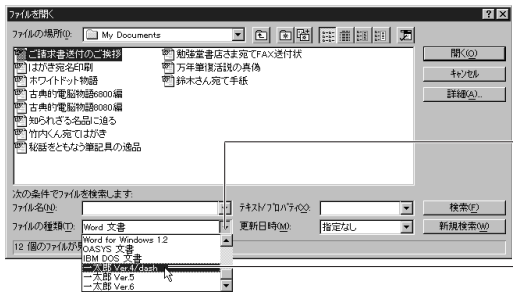 ファイルを開く
ファイルの場所(I): My Documents
ご請求書送付のご挨拶
はがき宛名印刷
ホワイトドット物語
古典的電脳物語6800編
古典的電脳物語8080編
知られざる名品に迫る
竹内くん宛てはがき
秘話をともなう筆記具の逸品
勉強堂書店さま宛てFAX送付状
万年筆復活説の真偽
鈴木さん宛て手紙
開く(O)
キャンセル
詳細(A)...
次の条件でファイルを検索します:
ファイル名(N): テキスト/プロパティ(X): 検索(F)
ファイルの種類(T): Word 文書 更新日時(M): 指定なし 新規検索(W)
12 個のファイルが見
Word for Windows 1.2
OASYS 文書
IBM DOS 文書
一太郎 Ver.4/dash
一太郎 Ver.5
一太郎 Ver.6